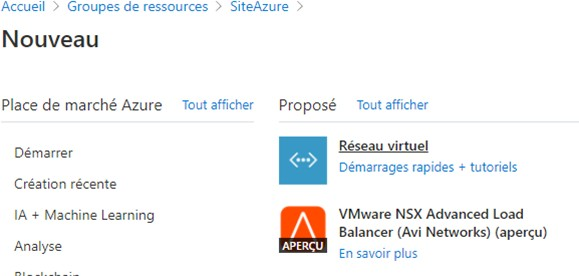 Accueil > Groupes de ressources > SiteAzure >
Nouveau
Place de marché Azure Tout afficher
Démarrer
Création récente
IA + Machine Learning
Analyse
Blockchain
Proposé Tout afficher
Réseau virtuel
Démarrages rapides + tutoriels
APERÇU
VMware NSX Advanced Load
Balancer (Avi Networks) (aperçu)
En savoir plus